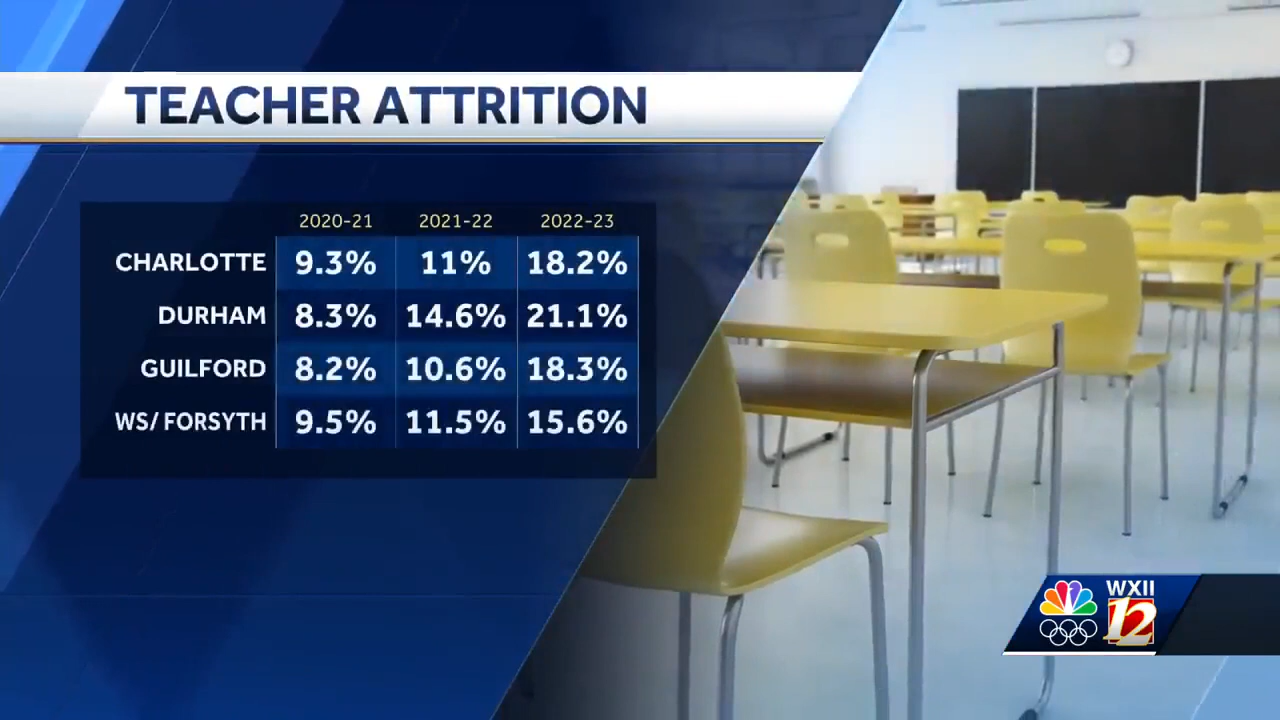 TEACHER ATTRITION
2020-21 2021-22 2022-23
CHARLOTTE 9.3% 11% 18.2%
DURHAM 8.3% 14.6% 21.1%
GUILFORD 8.2% 10.6% 18.3%
WS/ FORSYTH 9.5% 11.5% 15.6%
WXII
12